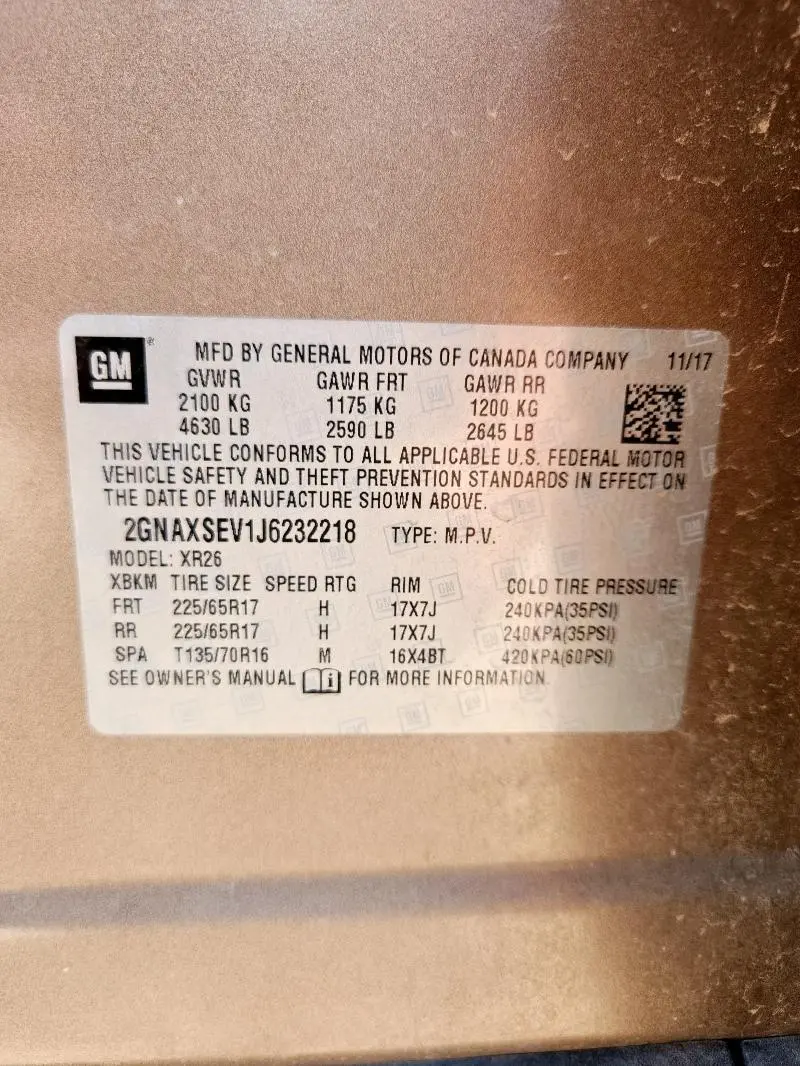 GM ® MFD BY GENERAL MOTORS OF CANADA COMPANY 11/17
GVWR GAWR FRT GAWR RR
2100 KG 1175 KG 1200 KG
4630 LB 2590 LB 2645 LB
THIS VEHICLE CONFORMS TO ALL APPLICABLE U.S. FEDERAL MOTOR
VEHICLE SAFETY AND THEFT PREVENTION STANDARDS IN EFFECT ON
THE DATE OF MANUFACTURE SHOWN ABOVE.
2GNAXSEV1J6232218 TYPE: M.P.V.
MODEL: XR26
XBKM TIRE SIZE SPEED RTG RIM COLD TIRE PRESSURE
FRT 225/65R17 H 17X7J 240KPA(35PSI)
RR 225/65R17 H 17X7J 240KPA(35PSI)
SPA T135/70R16 M 16X4BT 420KPA(60PSI)
SEE OWNER'S MANUAL i FOR MORE INFORMATION.